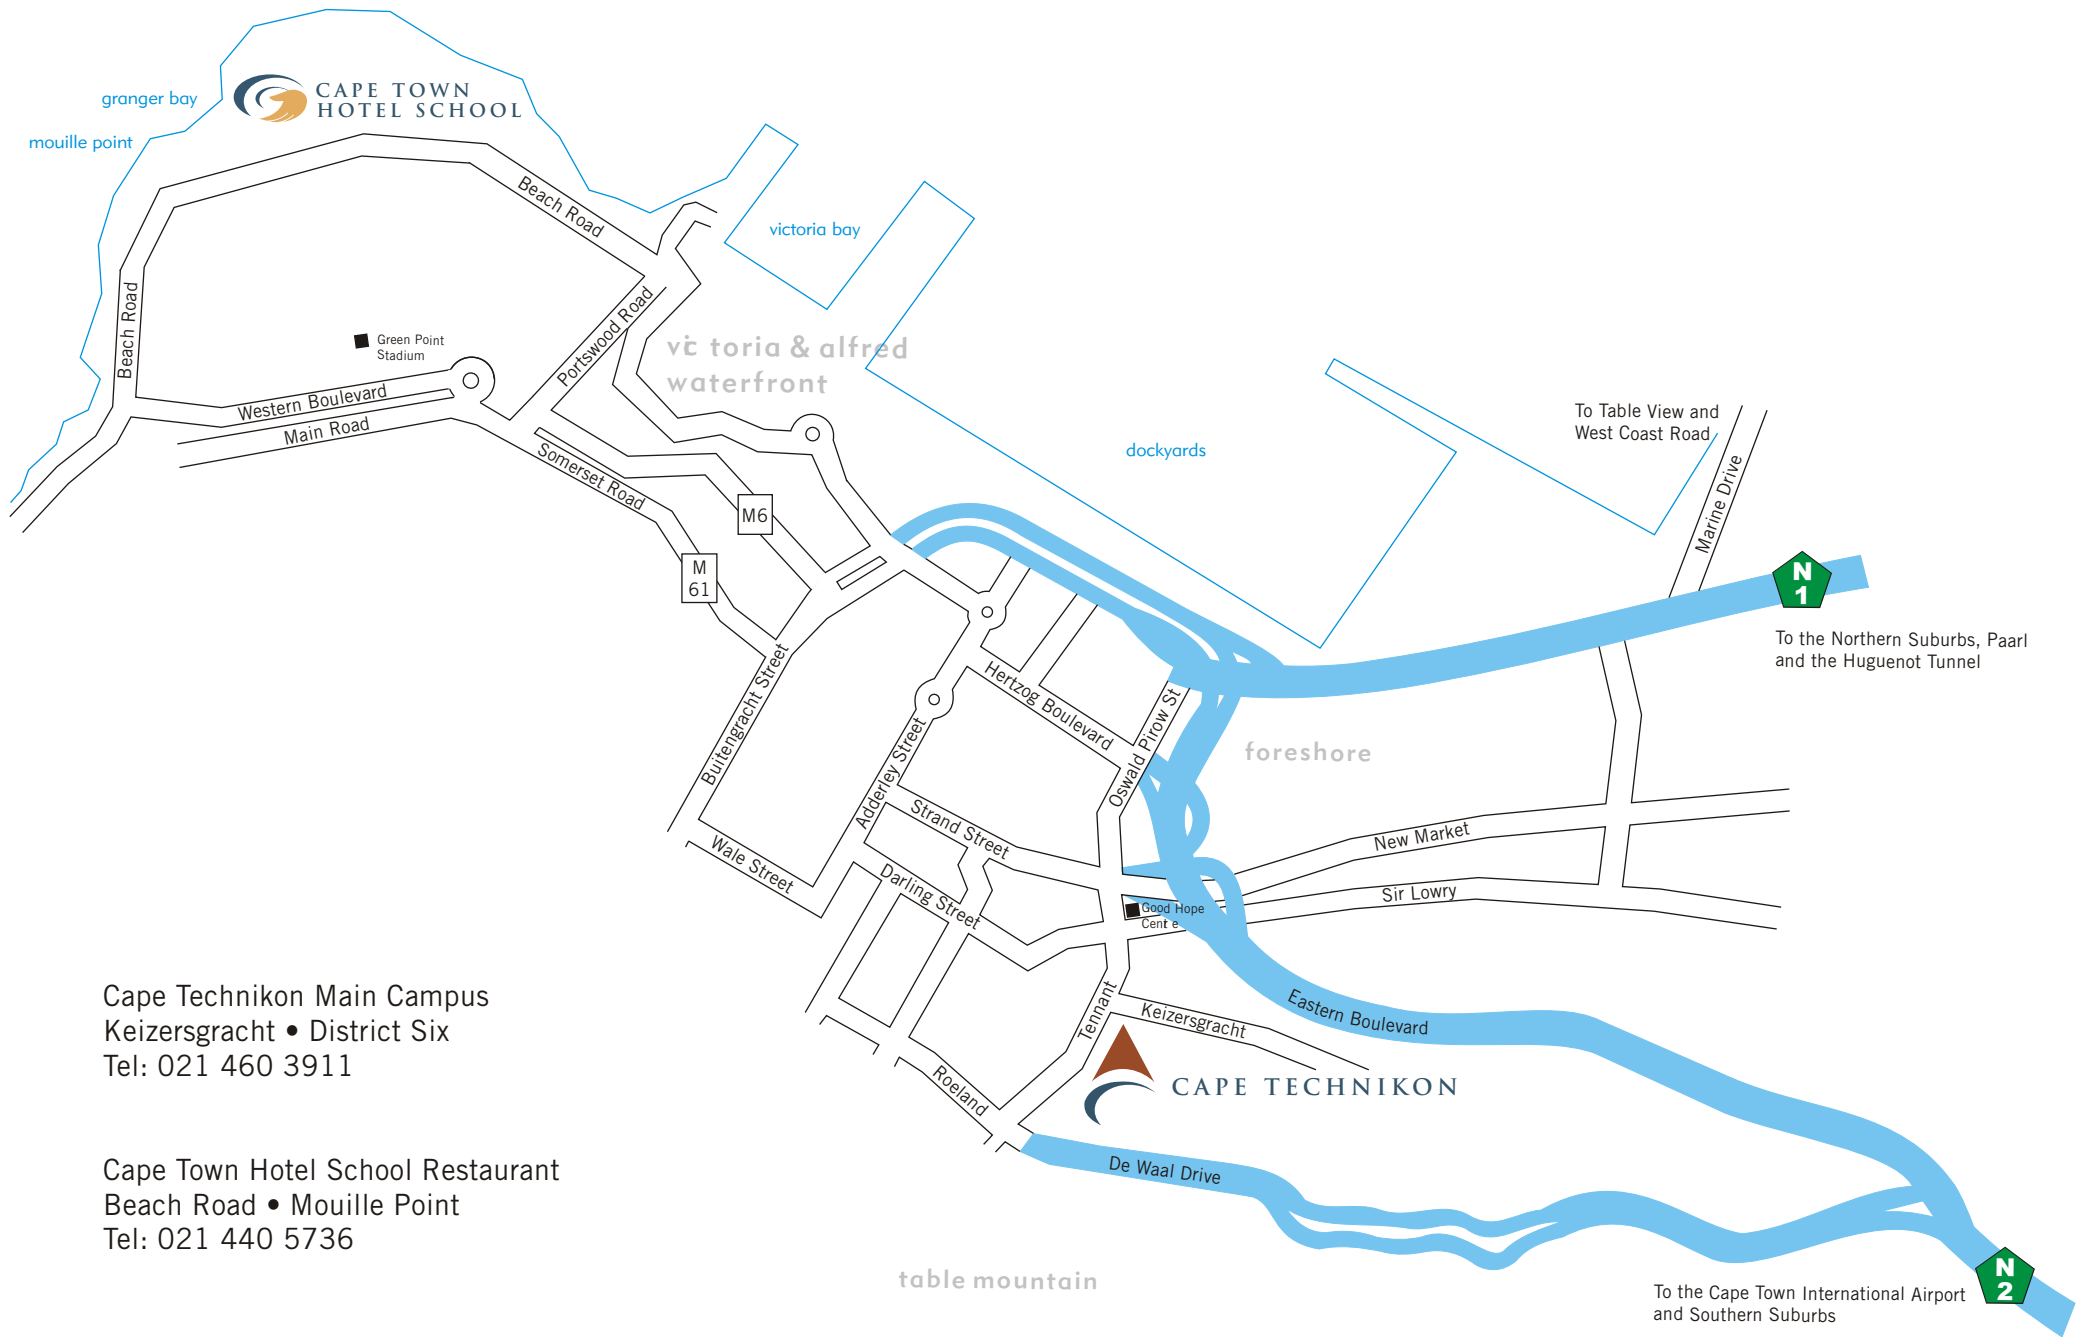 granger bay
mouille point
CAPE TOWN
HOTEL SCHOOL
Beach Road
victoria bay
Beach Road
Portswood Road
Green Point
Stadium
victoria & alfred
waterfront
Western Boulevard
Main Road
Somerset Road
M6
M
61
dockyards
To Table View and
West Coast Road
Marine Drive
N
1
To the Northern Suburbs, Paarl
and the Huguenot Tunnel
Buitengracht Street
Hertzog Boulevard
Oswald Pirow St
Adderley Street
foreshore
Strand Street
Wale Street
Darling Street
New Market
Sir Lowry
Good Hope
Cent e
Eastern Boulevard
Tennant
Keizersgracht
CAPE TECHNIKON
Roeland
De Waal Drive
Cape Technikon Main Campus
Keizersgracht • District Six
Tel: 021 460 3911
Cape Town Hotel School Restaurant
Beach Road • Mouille Point
Tel: 021 440 5736
table mountain
To the Cape Town International Airport
and Southern Suburbs
N
2